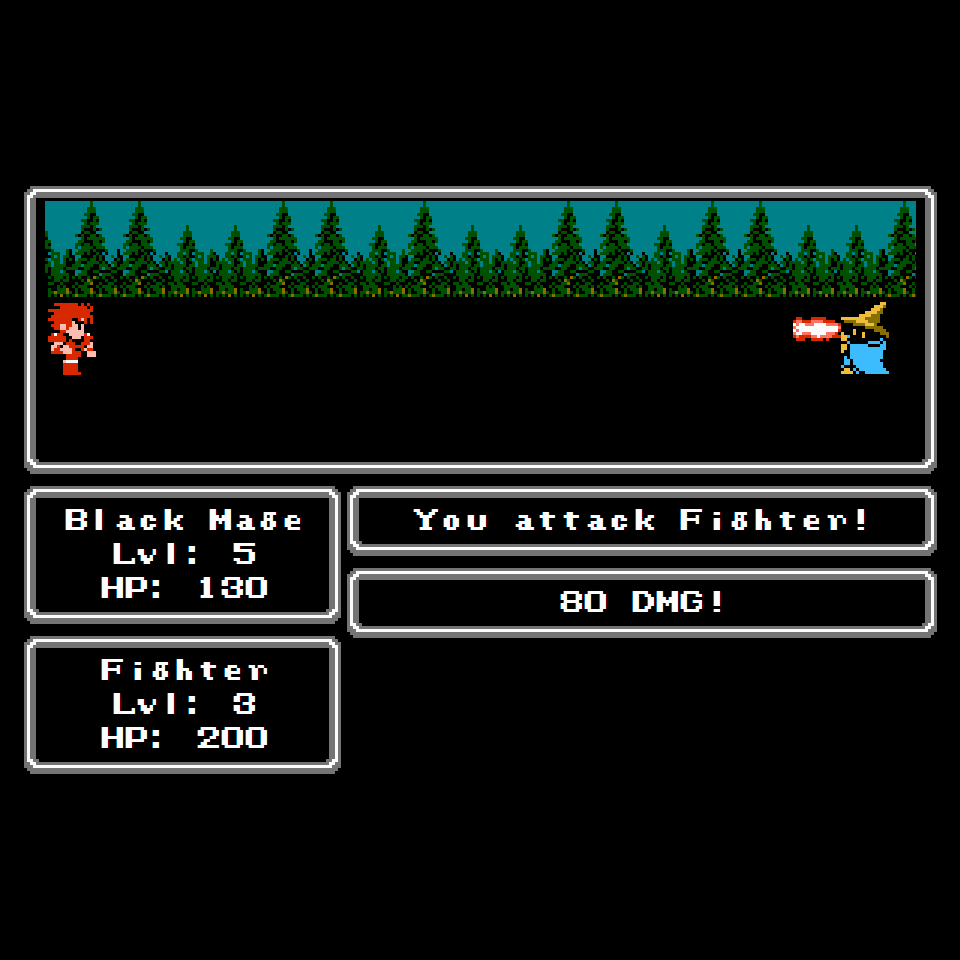 Black Mage
Lvl: 5
HP: 130
You attack Fighter!
80 DMG!
Fighter
Lvl: 3
HP: 200